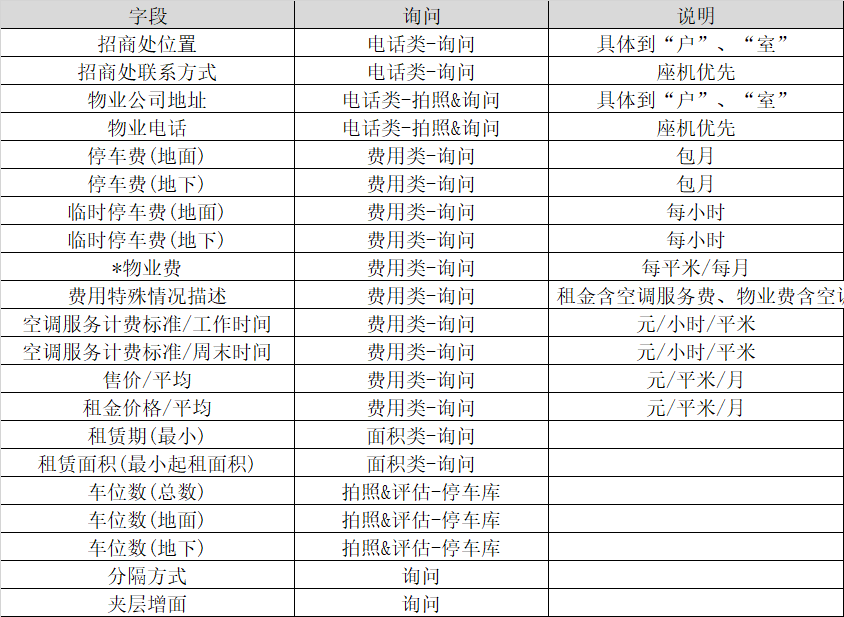 字段 询问 说明
招商处位置 电话类-询问 具体到“户”、“室”
招商处联系方式 电话类-询问 座机优先
物业公司地址 电话类-拍照&询问 具体到“户”、“室”
物业电话 电话类-拍照&询问 座机优先
停车费(地面) 费用类-询问 包月
停车费(地下) 费用类-询问 包月
临时停车费(地面) 费用类-询问 每小时
临时停车费(地下) 费用类-询问 每小时
*物业费 费用类-询问 每平米/每月
费用特殊情况描述 费用类-询问 租金含空调服务费、物业费含空
空调服务计费标准/工作时间 费用类-询问 元/小时/平米
空调服务计费标准/周末时间 费用类-询问 元/小时/平米
售价/平均 费用类-询问 元/平米/月
租金价格/平均 费用类-询问 元/平米/月
租赁期(最小) 面积类-询问
租赁面积(最小起租面积) 面积类-询问
车位数(总数) 拍照&评估-停车库
车位数(地面) 拍照&评估-停车库
车位数(地下) 拍照&评估-停车库
分隔方式 询问
夹层增面 询问